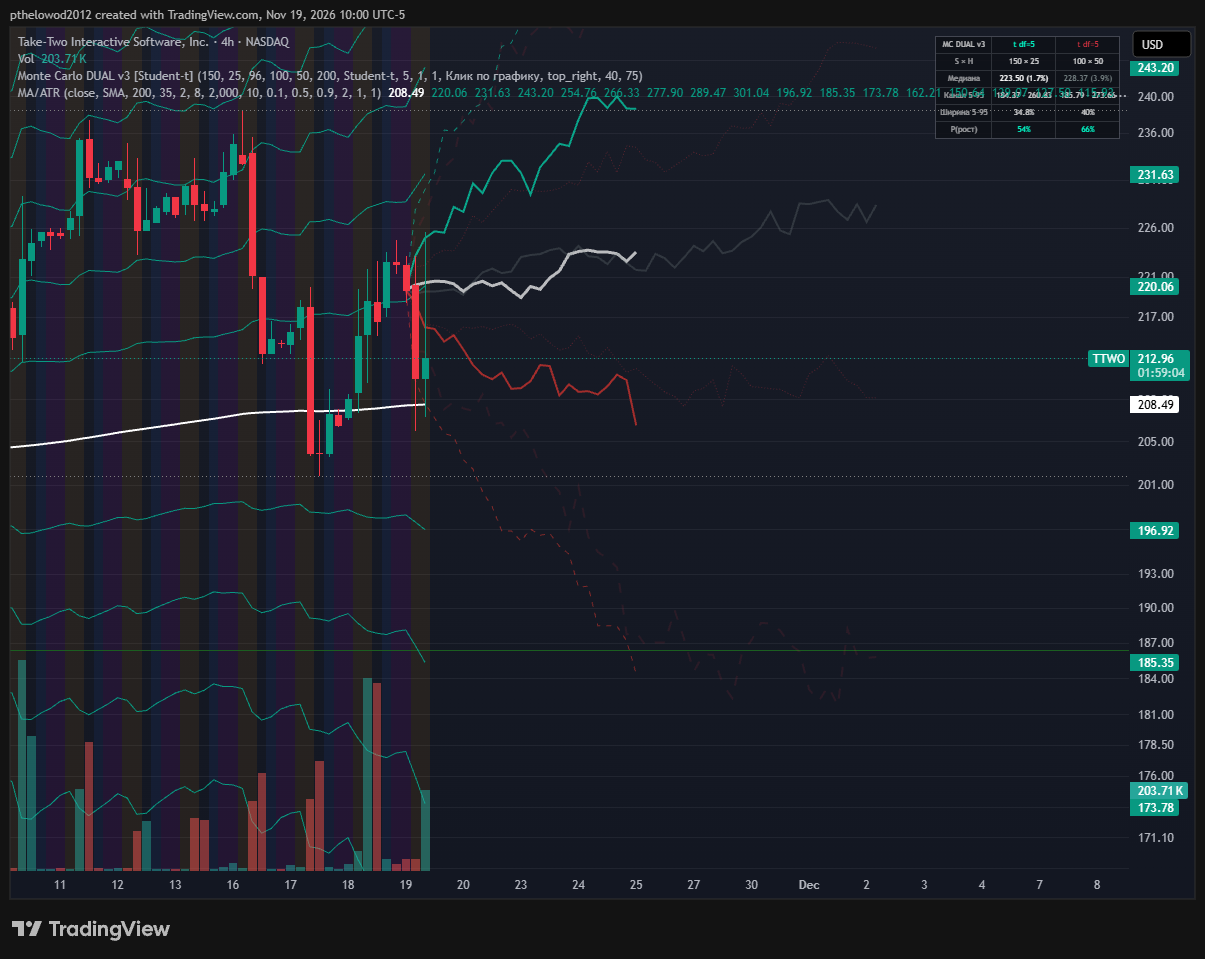 pthelowod2012 created with TradingView.com, Nov 19, 2026 10:00 UTC-5
Take-Two Interactive Software, Inc. · 4h · NASDAQ
Vol 203.71 K
Monte Carlo DUAL v3 [Student-t] (150, 25, 96, 100, 50, 200, Student-t, 5, 1, 1, Клик по графику, top_right, 40, 75)
MA/ATR (close, SMA, 200, 35, 2, 8, 2,000, 10, 0.1, 0.5, 0.9, 2, 1, 1) 208.49 220.06 231.63 243.20 254.76 266.33 277.90 289.47 301.04 196.92 185.35 173.78 162.21
MC DUAL v3 t df=5 t df=5
S × H 150 × 25 100 × 50
Медиана 223.50 (1.7%) 228.37 (3.9%)
Канал 5-95
Ширина 5-95 34.8% 40%
P(рост) 54% 66%
USD
243.20
240.00
236.00
231.63
226.00
221.00
220.06
217.00
TTWO 212.96
01:59:04
208.49
205.00
201.00
196.92
193.00
190.00
187.00
185.35
184.00
181.00
178.50
176.00
203.71 K
173.78
171.10
11 12 13 16 17 18 19 20 23 24 25 27 30 Dec 2 3 4 7 8
TradingView